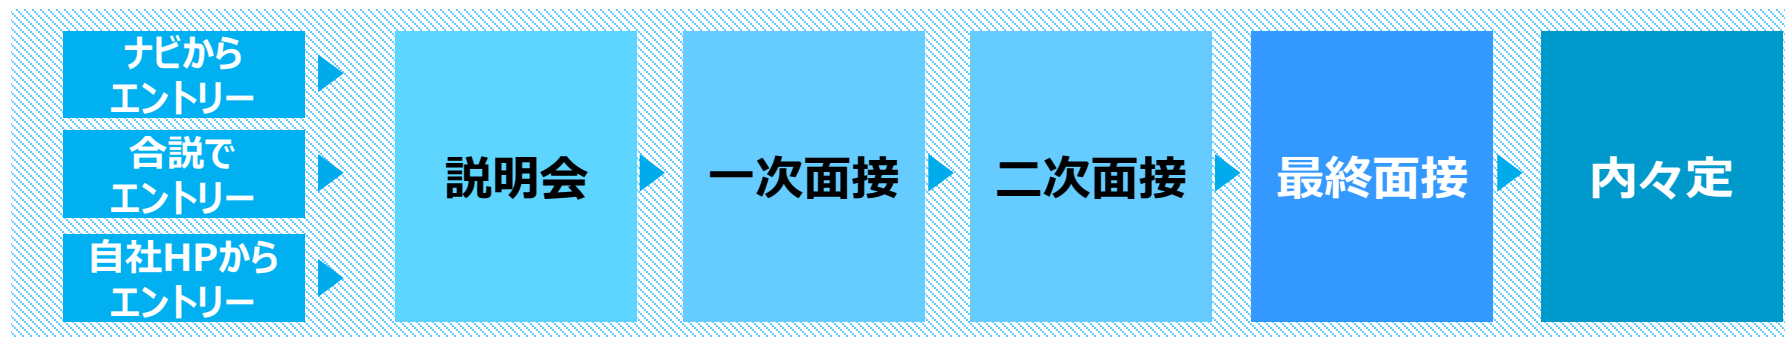 ナビから
エントリー
合説で
エントリー
自社HPから
エントリー
説明会
一次面接
二次面接
最終面接
内々定